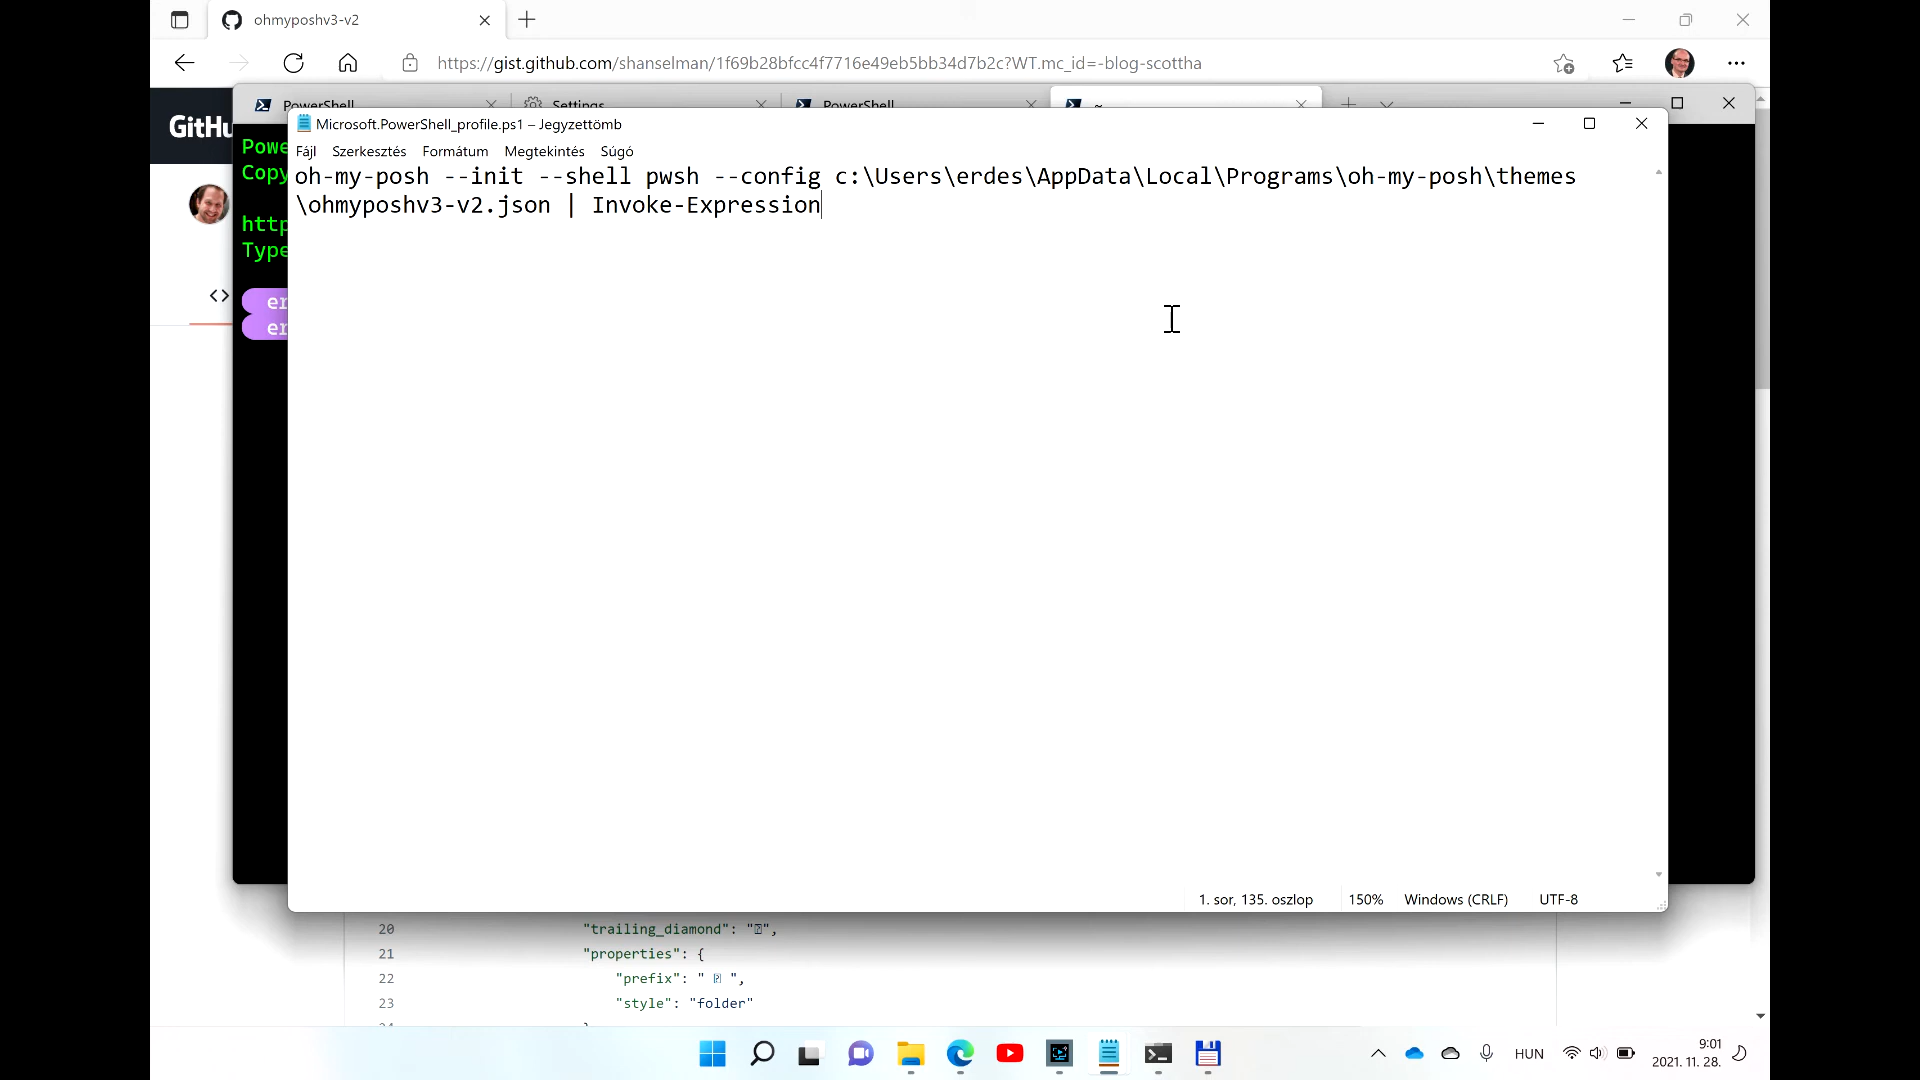 ohmyposhv3-v2
https://gist.github.com/shanselman/1f69b28bfcc4f7716e49eb5bb34d7b2c?WT.mc_id=-blog-scottha
PowerShell
Settings
PowerShell
~
GitHu
Powe
Copy
http
Type
er
er
Microsoft.PowerShell_profile.ps1 – Jegyzettömb
Fájl Szerkesztés Formátum Megtekintés Súgó
oh-my-posh --init --shell pwsh --config c:\Users\erdes\AppData\Local\Programs\oh-my-posh\themes
\ohmyposhv3-v2.json | Invoke-Expression
1. sor, 135. oszlop 150% Windows (CRLF) UTF-8
20 "trailing_diamond": "",
21 "properties": {
22 "prefix": "  ",
23 "style": "folder"
HUN
9:01
2021. 11. 28.